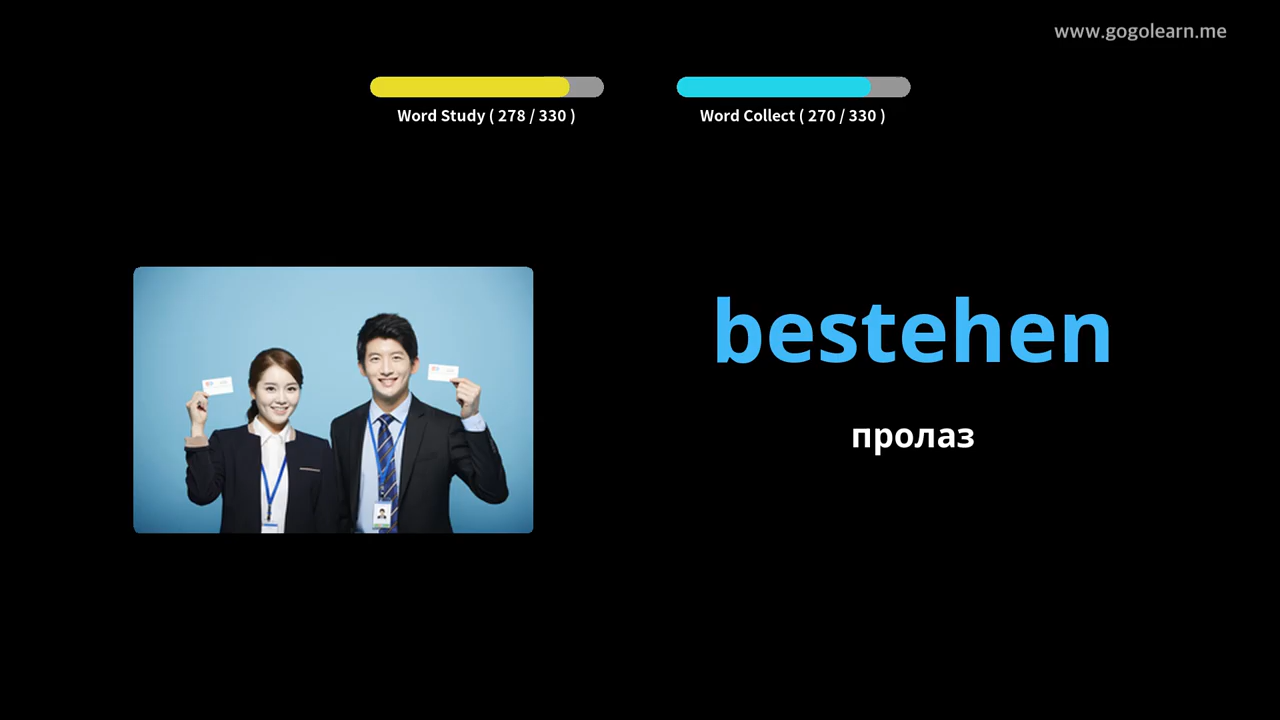 www.gogolearn.me
Word Study ( 278 / 330 )
Word Collect ( 270 / 330 )
bestehen
пролаз